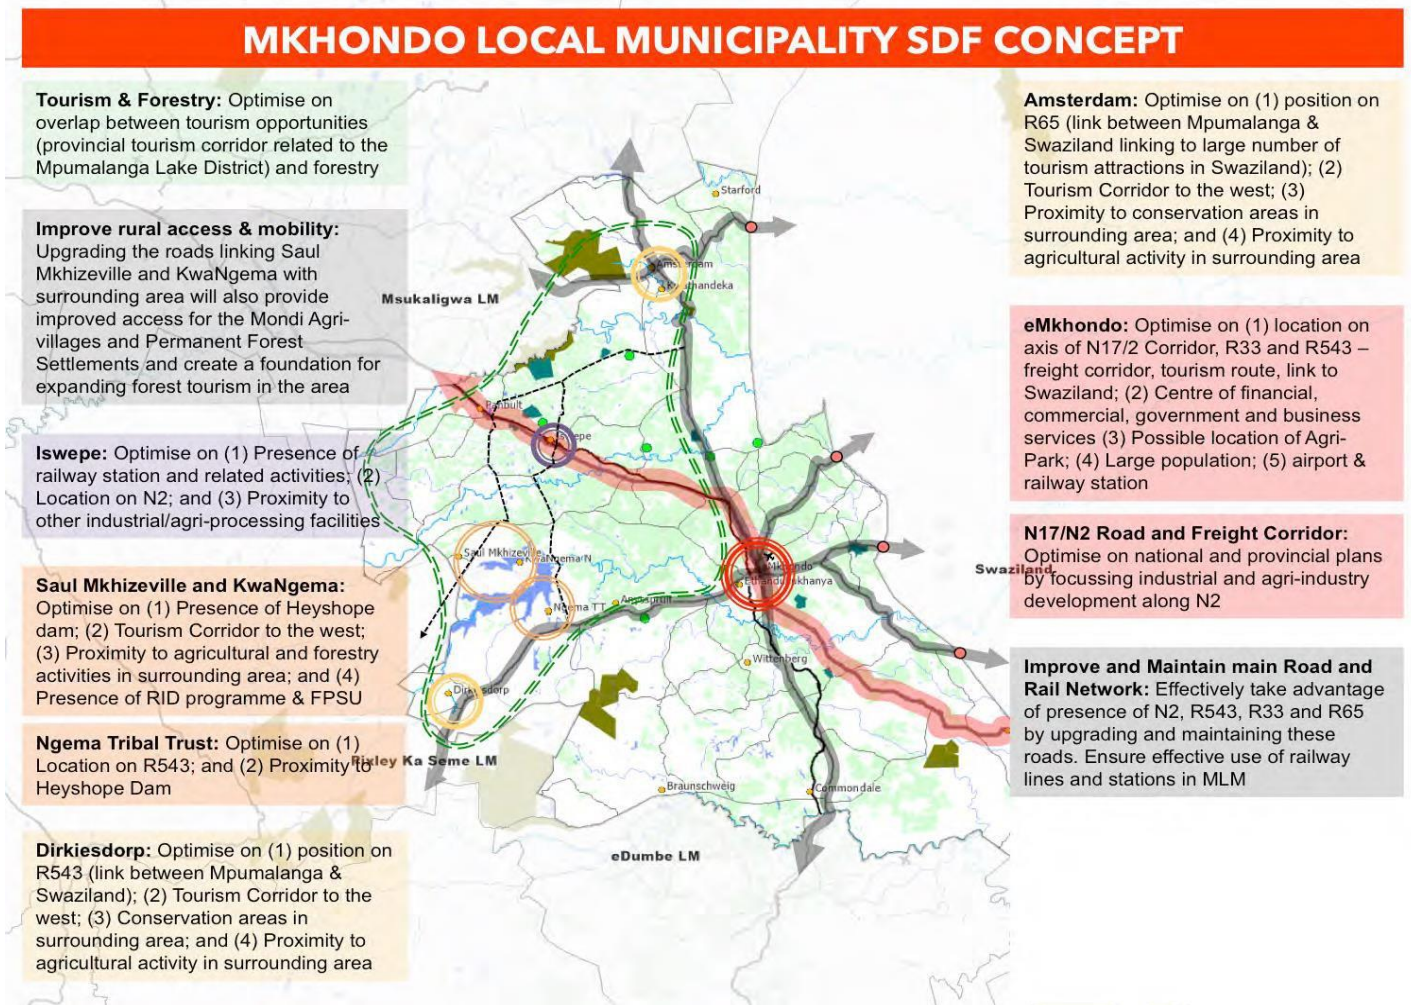 MKHONDO LOCAL MUNICIPALITY SDF CONCEPT
Tourism & Forestry: Optimise on
overlap between tourism opportunities
(provincial tourism corridor related to the
Mpumalanga Lake District) and forestry
Improve rural access & mobility:
Upgrading the roads linking Saul
Mkhizeville and KwaNgema with
surrounding area will also provide
improved access for the Mondi Agri-
villages and Permanent Forest
Settlements and create a foundation for
expanding forest tourism in the area
Iswepe: Optimise on (1) Presence of
railway station and related activities; (2)
Location on N2; and (3) Proximity to
other industrial/agri-processing facilities
Saul Mkhizeville and KwaNgema:
Optimise on (1) Presence of Heyshope
dam; (2) Tourism Corridor to the west;
(3) Proximity to agricultural and forestry
activities in surrounding area; and (4)
Presence of RID programme & FPSU
Ngema Tribal Trust: Optimise on (1)
Location on R543; and (2) Proximity to
Heyshope Dam
Dirkiesdorp: Optimise on (1) position on
R543 (link between Mpumalanga &
Swaziland); (2) Tourism Corridor to the
west; (3) Conservation areas in
surrounding area; and (4) Proximity to
agricultural activity in surrounding area
Starford
Amsterdam
KwaThandeka
Msukaligwa LM
Panbult
Iswepe
Saul Mkhizeville
KwaNgema N
Ngema TT
Anysspruit
Mkhondo
Ethandukukhanya
Swaziland
Wittenberg
Dirkiesdorp
Pixley Ka Seme LM
Braunschweig
Commondale
eDumbe LM
Amsterdam: Optimise on (1) position on
R65 (link between Mpumalanga &
Swaziland linking to large number of
tourism attractions in Swaziland); (2)
Tourism Corridor to the west; (3)
Proximity to conservation areas in
surrounding area; and (4) Proximity to
agricultural activity in surrounding area
eMkhondo: Optimise on (1) location on
axis of N17/2 Corridor, R33 and R543 –
freight corridor, tourism route, link to
Swaziland; (2) Centre of financial,
commercial, government and business
services (3) Possible location of Agri-
Park; (4) Large population; (5) airport &
railway station
N17/N2 Road and Freight Corridor:
Optimise on national and provincial plans
by focussing industrial and agri-industry
development along N2
Improve and Maintain main Road and
Rail Network: Effectively take advantage
of presence of N2, R543, R33 and R65
by upgrading and maintaining these
roads. Ensure effective use of railway
lines and stations in MLM